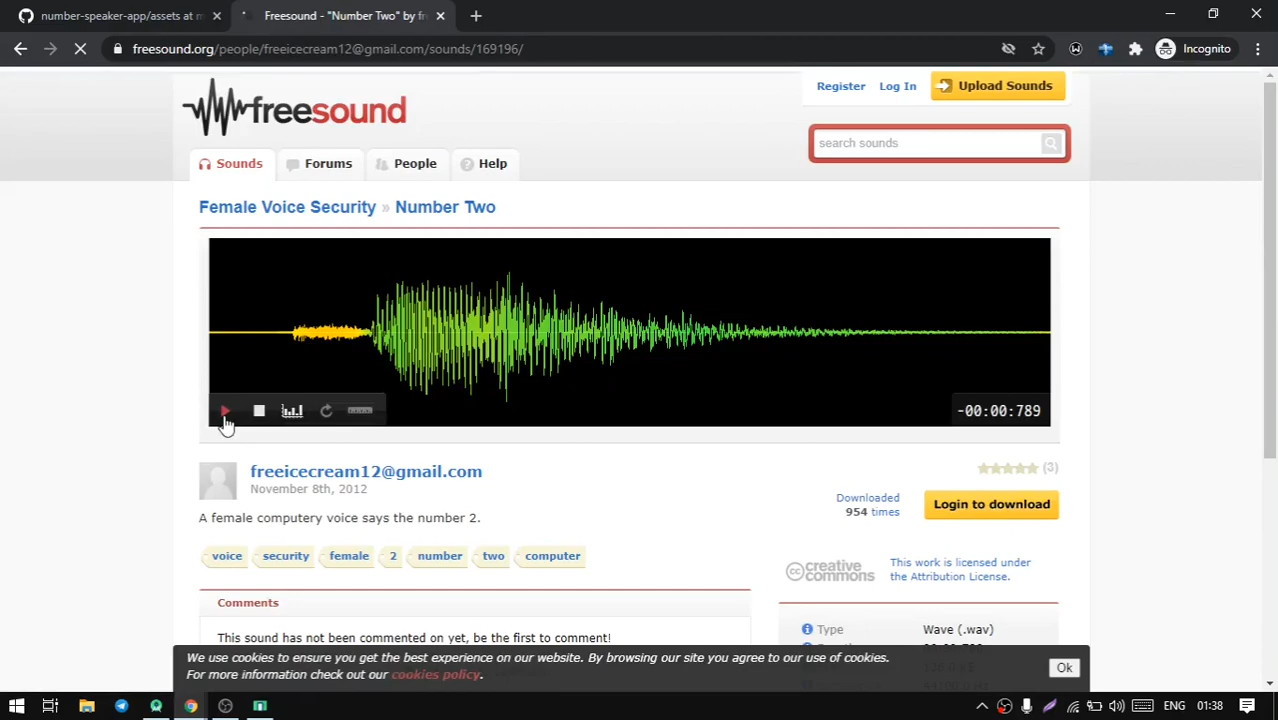 number-speaker-app/assets at m
Freesound - "Number Two" by fr
freesound.org/people/freeicecream12@gmail.com/sounds/169196/
Incognito
Register
Log In
Upload Sounds
freesound
search sounds
Sounds
Forums
People
Help
Female Voice Security » Number Two
-00:00:789
freeicecream12@gmail.com
November 8th, 2012
(3)
Downloaded
954 times
Login to download
A female computery voice says the number 2.
voice
security
female
2
number
two
computer
creative
commons
This work is licensed under
the Attribution License.
Comments
This sound has not been commented on yet, be the first to comment!
Type
Wave (.wav)
We use cookies to ensure you get the best experience on our website. By browsing our site you agree to our use of cookies.
For more information check out our cookies policy.
Ok
ENG
01:38